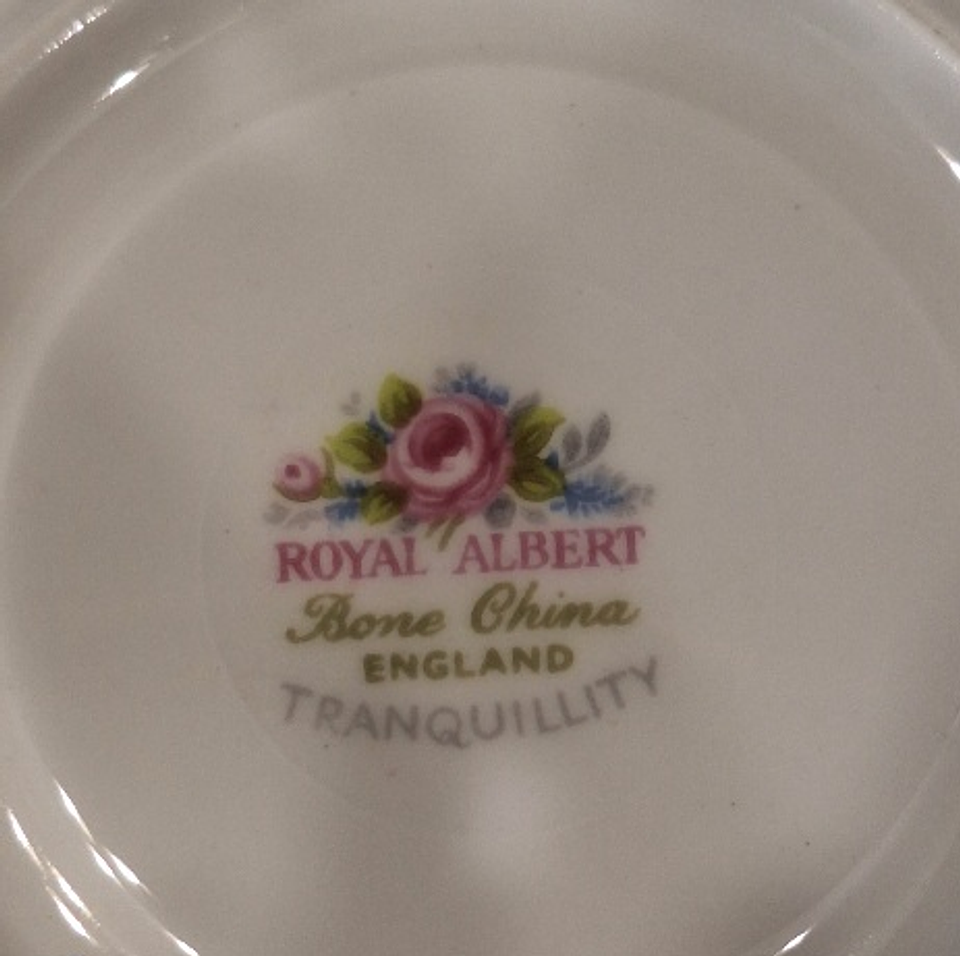 ROYAL ALBERT
Bone China
ENGLAND
TRANQUILLITY